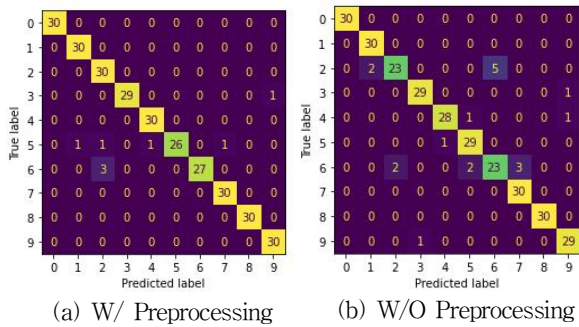 True label
0 30 0 0 0 0 0 0 0 0 0
1 0 30 0 0 0 0 0 0 0 0
2 0 0 30 0 0 0 0 0 0 0
3 0 0 0 29 0 0 0 0 0 1
4 0 0 0 0 30 0 0 0 0 0
5 0 1 1 0 1 26 0 1 0 0
6 0 0 3 0 0 0 27 0 0 0
7 0 0 0 0 0 0 0 30 0 0
8 0 0 0 0 0 0 0 0 30 0
9 0 0 0 0 0 0 0 0 0 30
0 1 2 3 4 5 6 7 8 9
Predicted label
(a) W/ Preprocessing
True label
0 30 0 0 0 0 0 0 0 0 0
1 0 30 0 0 0 0 0 0 0 0
2 0 2 23 0 0 0 5 0 0 0
3 0 0 0 29 0 0 0 0 0 1
4 0 0 0 0 28 1 0 0 0 1
5 0 0 0 0 1 29 0 0 0 0
6 0 0 2 0 0 2 23 3 0 0
7 0 0 0 0 0 0 0 30 0 0
8 0 0 0 0 0 0 0 0 30 0
9 0 0 0 1 0 0 0 0 0 29
0 1 2 3 4 5 6 7 8 9
Predicted label
(b) W/O Preprocessing